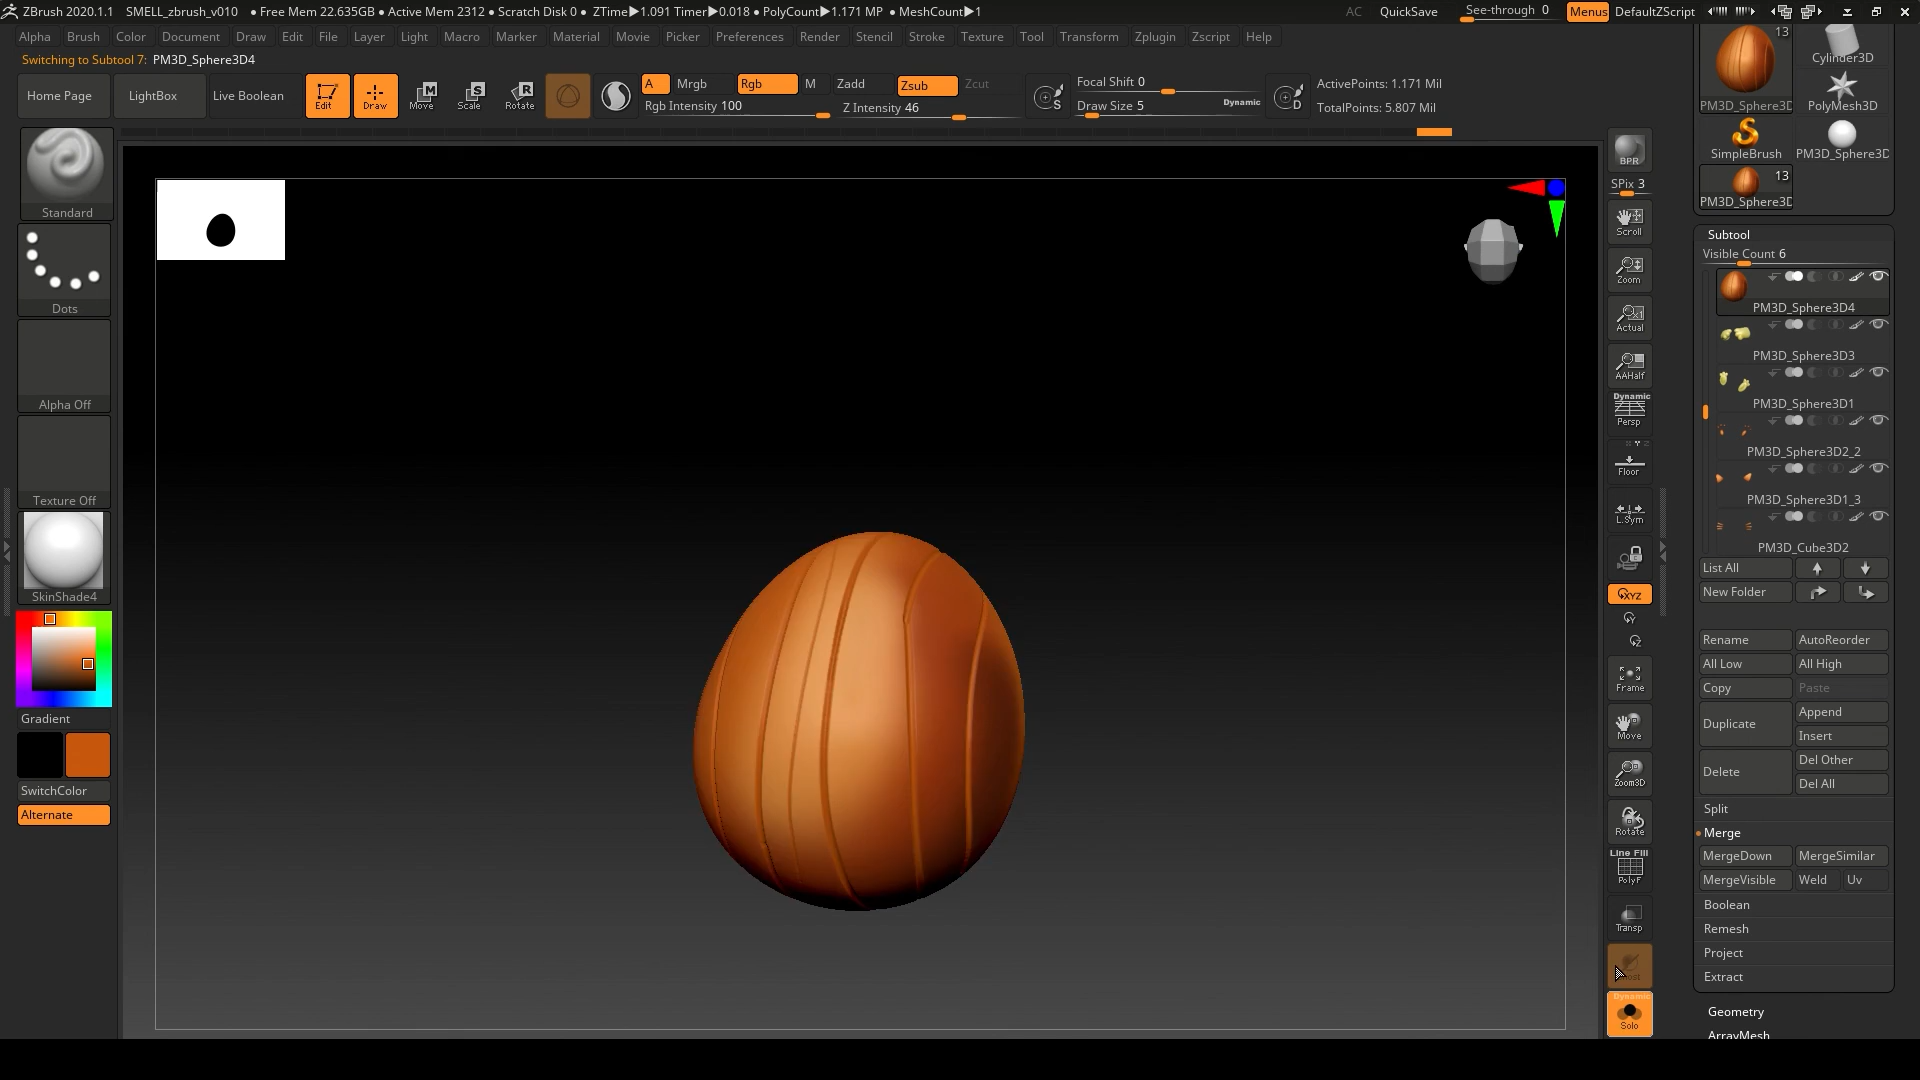 ZBrush 2020.1.1 SMELL_zbrush_v010 • Free Mem 22.635GB • Active Mem 2312 • Scratch Disk 0 • ZTime▶1.091 Timer▶0.018 • PolyCount▶1.171 MP • MeshCount▶1 AC QuickSave See-through 0 Menus DefaultZScript
Alpha Brush Color Document Draw Edit File Layer Light Macro Marker Material Movie Picker Preferences Render Stencil Stroke Texture Tool Transform Zplugin Zscript Help
Switching to Subtool 7: PM3D_Sphere3D4
Home Page LightBox Live Boolean Edit Draw Move Scale Rotate
A Mrgb Rgb M Zadd Zsub Zcut
Rgb Intensity 100 Z Intensity 46
Focal Shift 0
Draw Size 5 Dynamic
ActivePoints: 1.171 Mil
TotalPoints: 5.807 Mil
Standard
Dots
Alpha Off
Texture Off
SkinShade4
Gradient
SwitchColor
Alternate
BPR
SPix 3
Scroll
Zoom
Actual
AAHalf
Dynamic
Persp
Floor
L.Sym
XYZ
Y
Z
Frame
Move
Zoom3D
Rotate
Line Fill
PolyF
Transp
Dynamic
Solo
13
Cylinder3D
PM3D_Sphere3D
PolyMesh3D
SimpleBrush
PM3D_Sphere3D
13
PM3D_Sphere3D
Subtool
Visible Count 6
PM3D_Sphere3D4
PM3D_Sphere3D3
PM3D_Sphere3D1
PM3D_Sphere3D2_2
PM3D_Sphere3D1_3
PM3D_Cube3D2
List All
New Folder
Rename AutoReorder
All Low All High
Copy Paste
Duplicate Append
Insert
Delete Del Other
Del All
Split
Merge
MergeDown MergeSimilar
MergeVisible Weld Uv
Boolean
Remesh
Project
Extract
Geometry
ArrayMesh